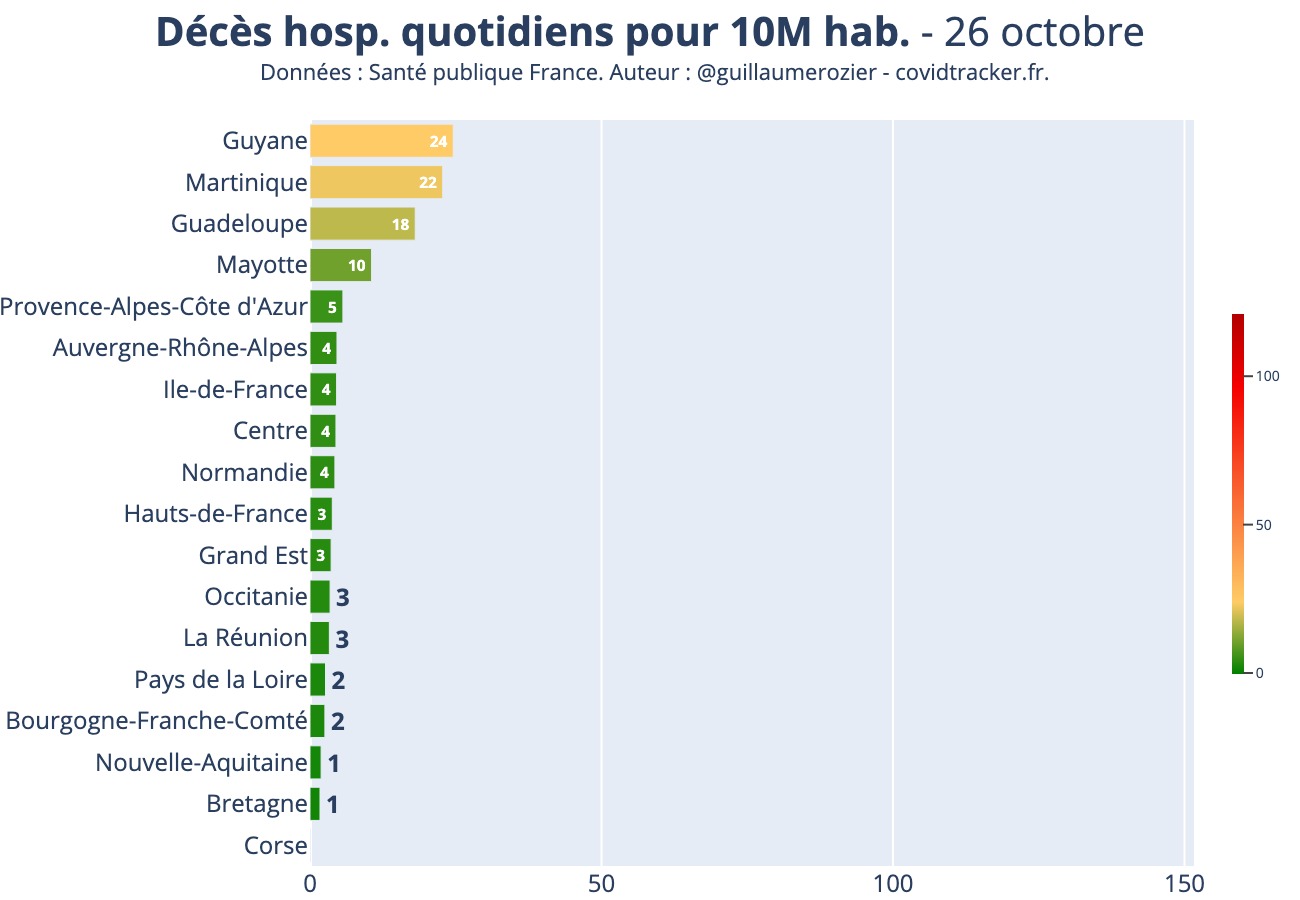 Décès hosp. quotidiens pour 10M hab. - 26 octobre
Données : Santé publique France. Auteur : @guillaumerozier - covidtracker.fr.
Guyane 24
Martinique 22
Guadeloupe 18
Mayotte 10
Provence-Alpes-Côte d'Azur 5
Auvergne-Rhône-Alpes 4
Ile-de-France 4
Centre 4
Normandie 4
Hauts-de-France 3
Grand Est 3
Occitanie 3
La Réunion 3
Pays de la Loire 2
Bourgogne-Franche-Comté 2
Nouvelle-Aquitaine 1
Bretagne 1
Corse
0 50 100 150
100
50
0